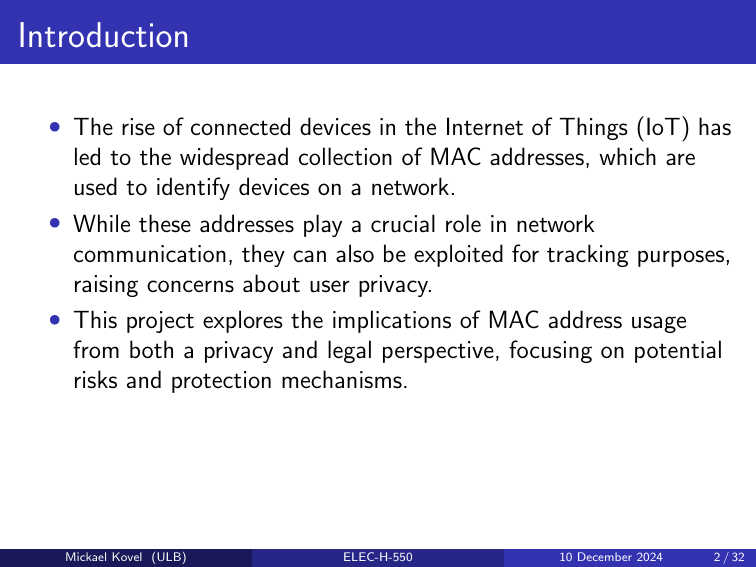 Introduction
• The rise of connected devices in the Internet of Things (IoT) has
led to the widespread collection of MAC addresses, which are
used to identify devices on a network.
• While these addresses play a crucial role in network
communication, they can also be exploited for tracking purposes,
raising concerns about user privacy.
• This project explores the implications of MAC address usage
from both a privacy and legal perspective, focusing on potential
risks and protection mechanisms.
Mickael Kovel (ULB) ELEC-H-550 10 December 2024 2 / 32